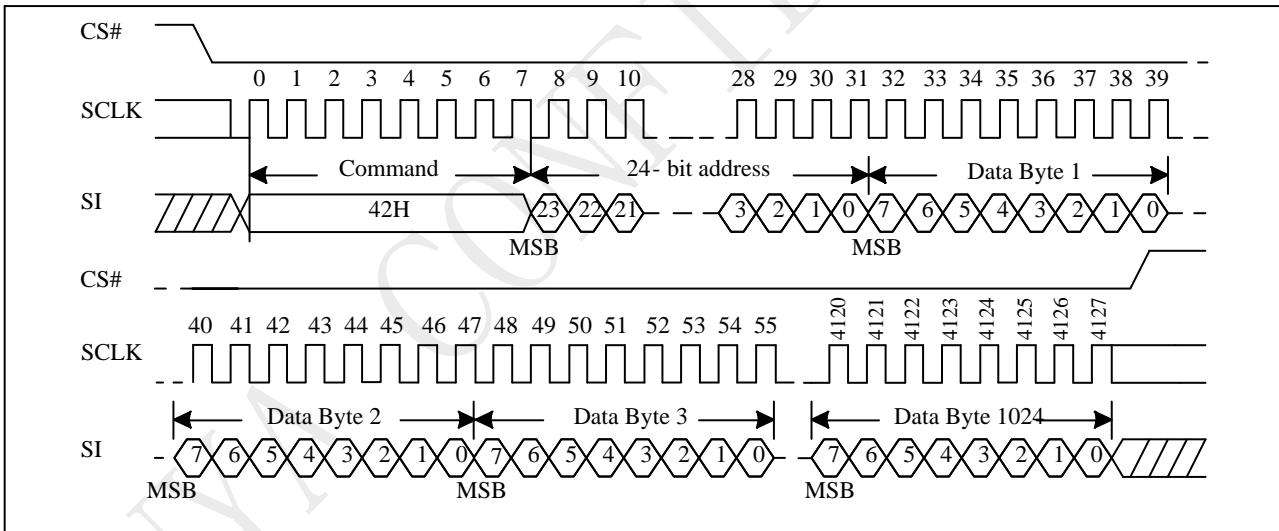 CS#
0 1 2 3 4 5 6 7 8 9 10 28 29 30 31 32 33 34 35 36 37 38 39
SCLK
Command 24- bit address Data Byte 1
SI
42H 23 22 21 3 2 1 0 7 6 5 4 3 2 1 0
MSB MSB
CS#
40 41 42 43 44 45 46 47 48 49 50 51 52 53 54 55 4120 4121 4122 4123 4124 4125 4126 4127
SCLK
Data Byte 2 Data Byte 3 Data Byte 1024
SI
7 6 5 4 3 2 1 0 7 6 5 4 3 2 1 0 7 6 5 4 3 2 1 0
MSB MSB MSB